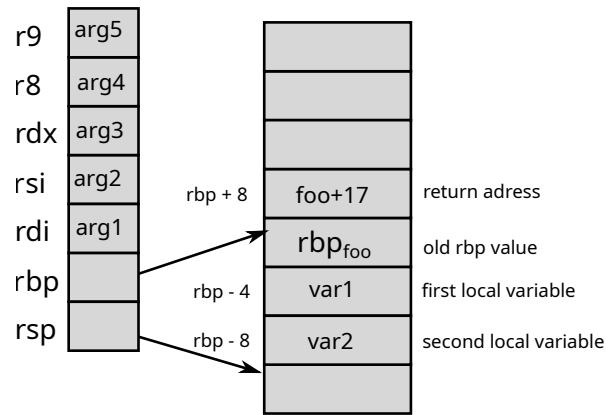 r9 arg5
r8 arg4
rdx arg3
rsi arg2
rdi arg1
rbp
rsp
rbp + 8 foo+17 return adress
rbpfoo old rbp value
rbp - 4 var1 first local variable
rbp - 8 var2 second local variable